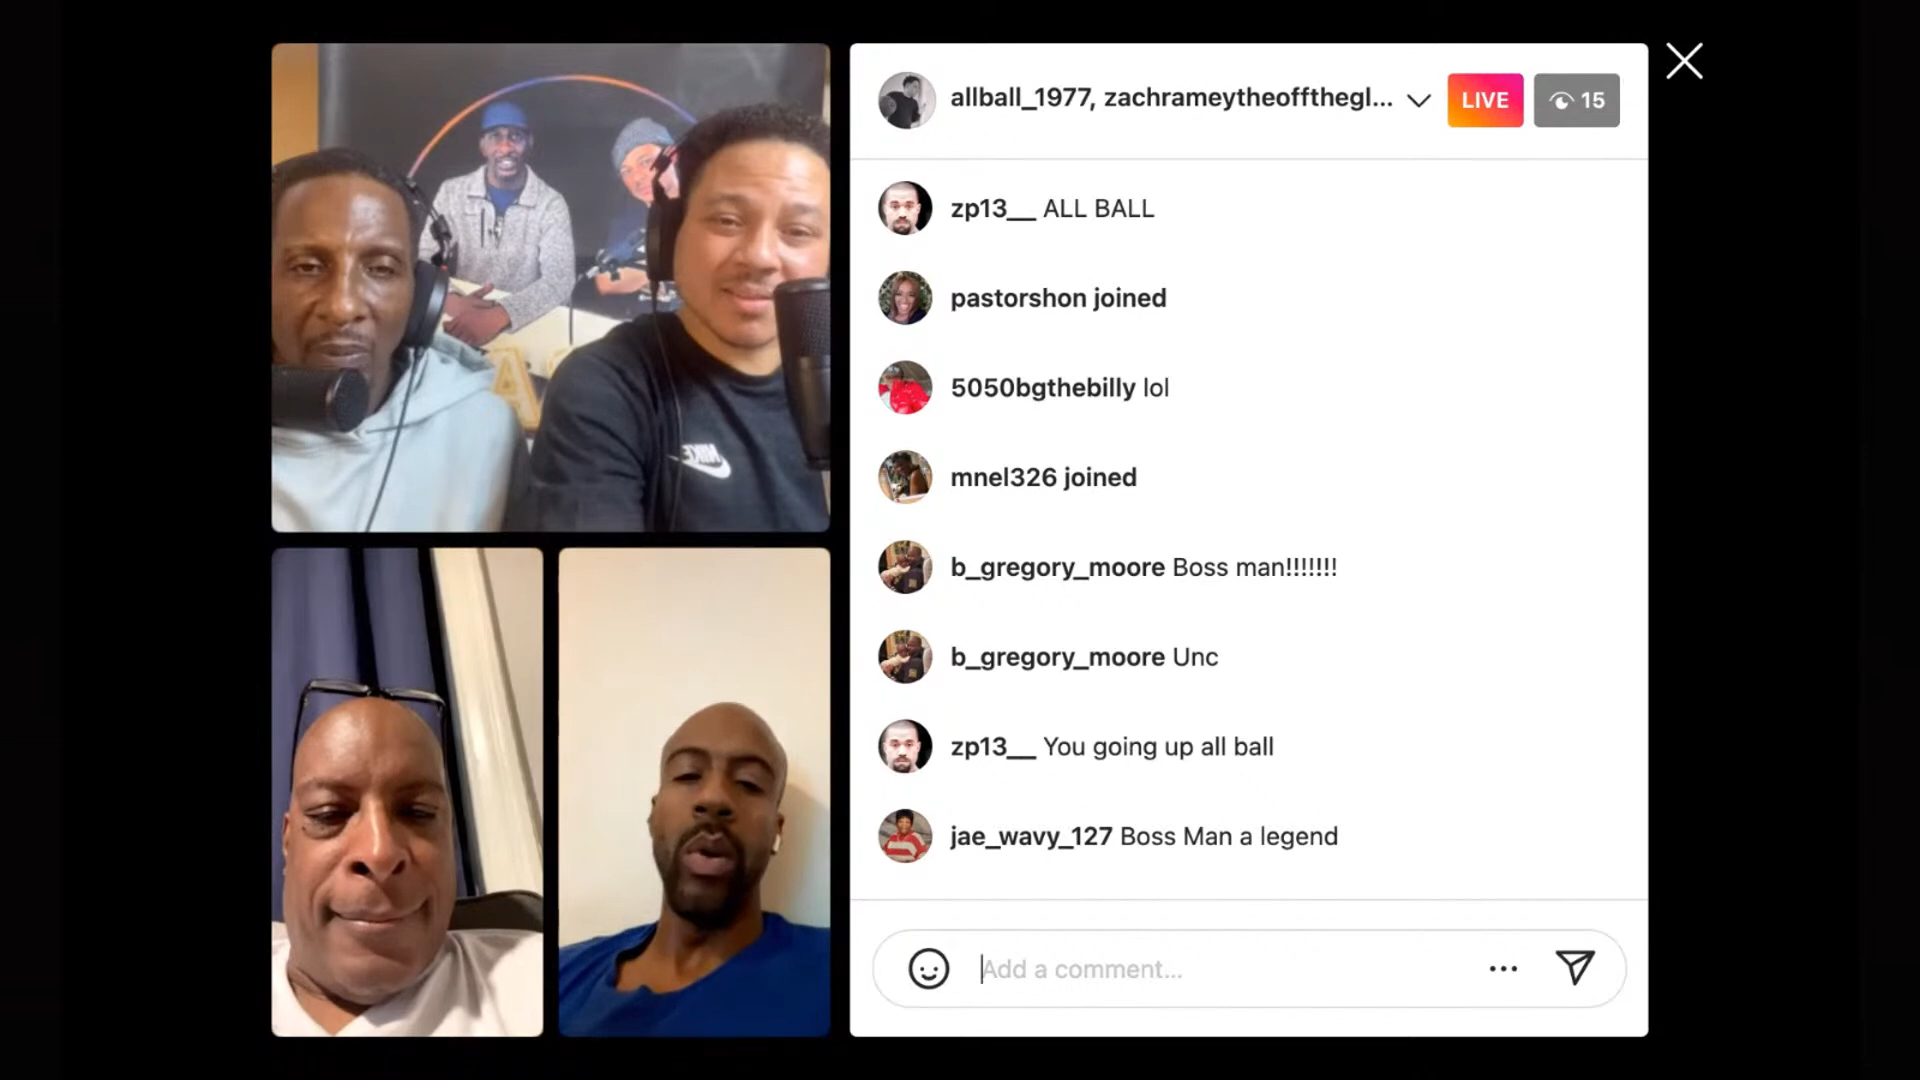 allball_1977, zachrameytheoffthegl...
LIVE
15
zp13__ ALL BALL
pastorshon joined
5050bgthebilly lol
mnel326 joined
b_gregory_moore Boss man!!!!!!!
b_gregory_moore Unc
zp13__ You going up all ball
jae_wavy_127 Boss Man a legend
Add a comment...
NIKE